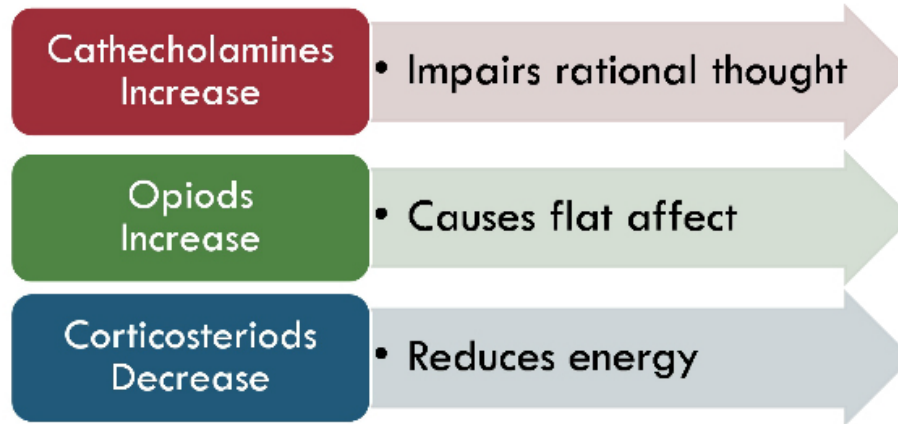 Cathecholamines
Increase
• Impairs rational thought
Opiods
Increase
• Causes flat affect
Corticosteriods
Decrease
• Reduces energy